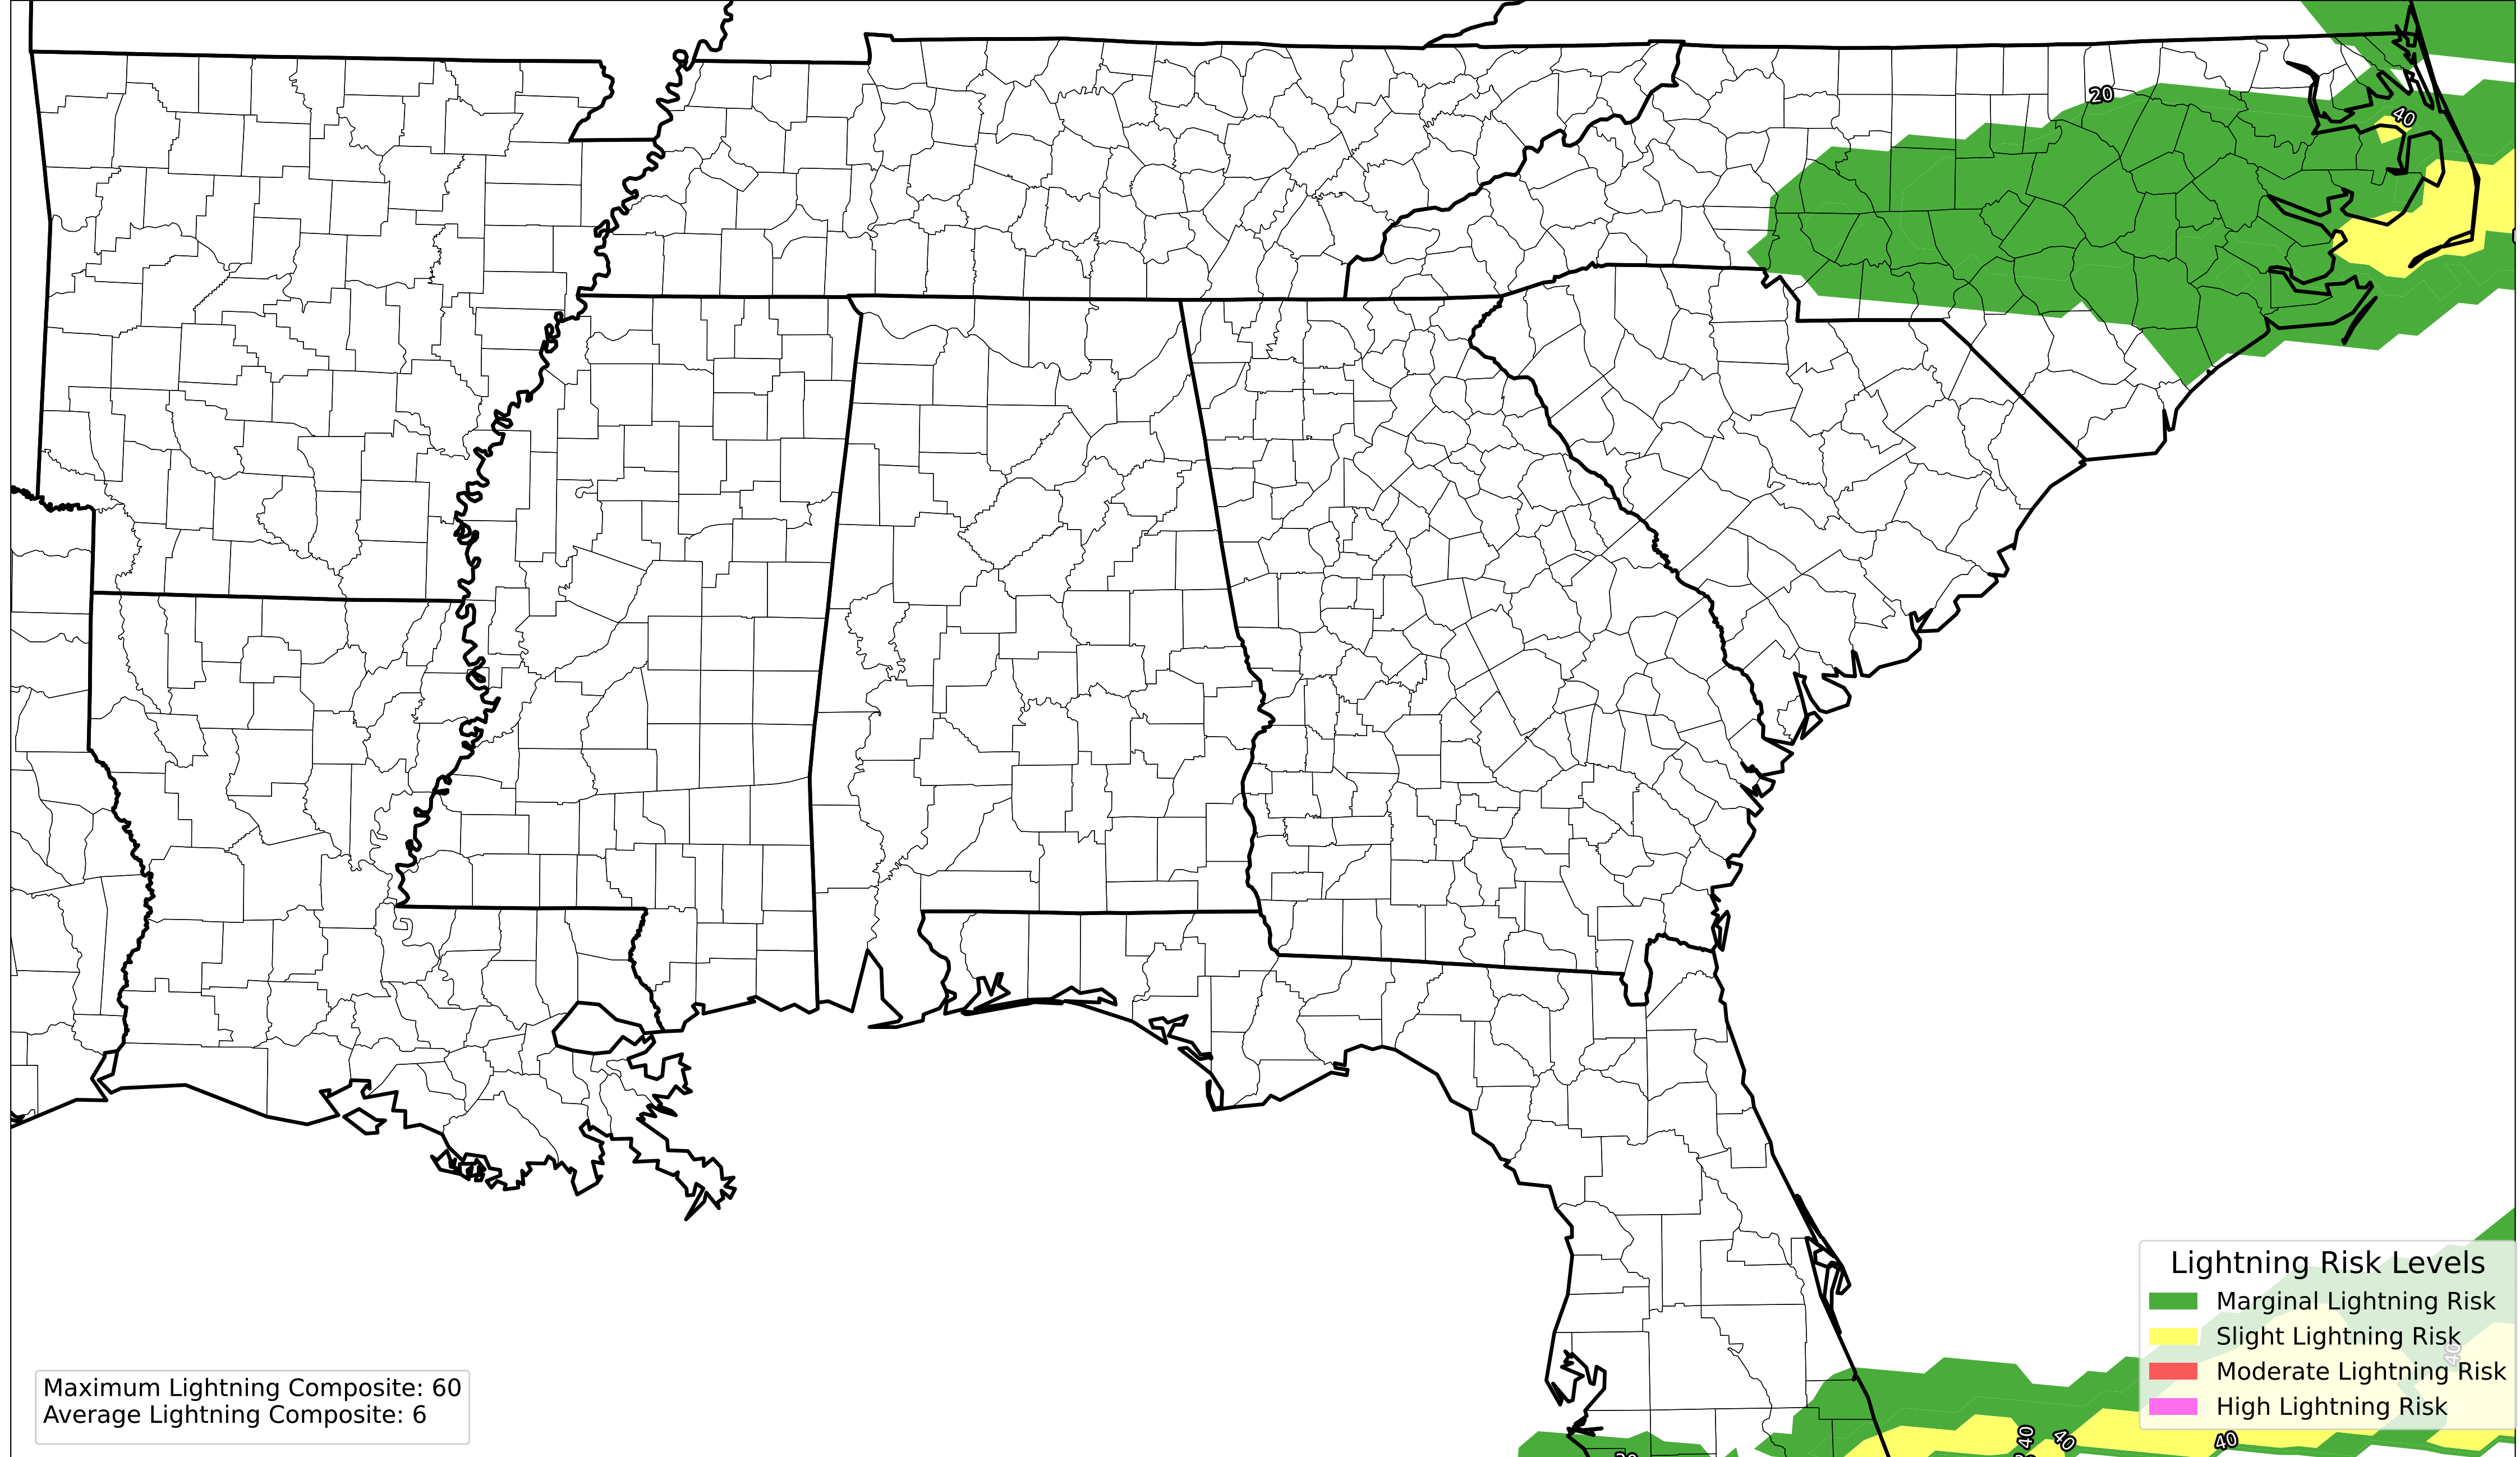 20
40
Lightning Risk Levels
Marginal Lightning Risk
Slight Lightning Risk
40
Moderate Lightning Risk
High Lightning Risk
Maximum Lightning Composite: 60
Average Lightning Composite: 6
40
40
40